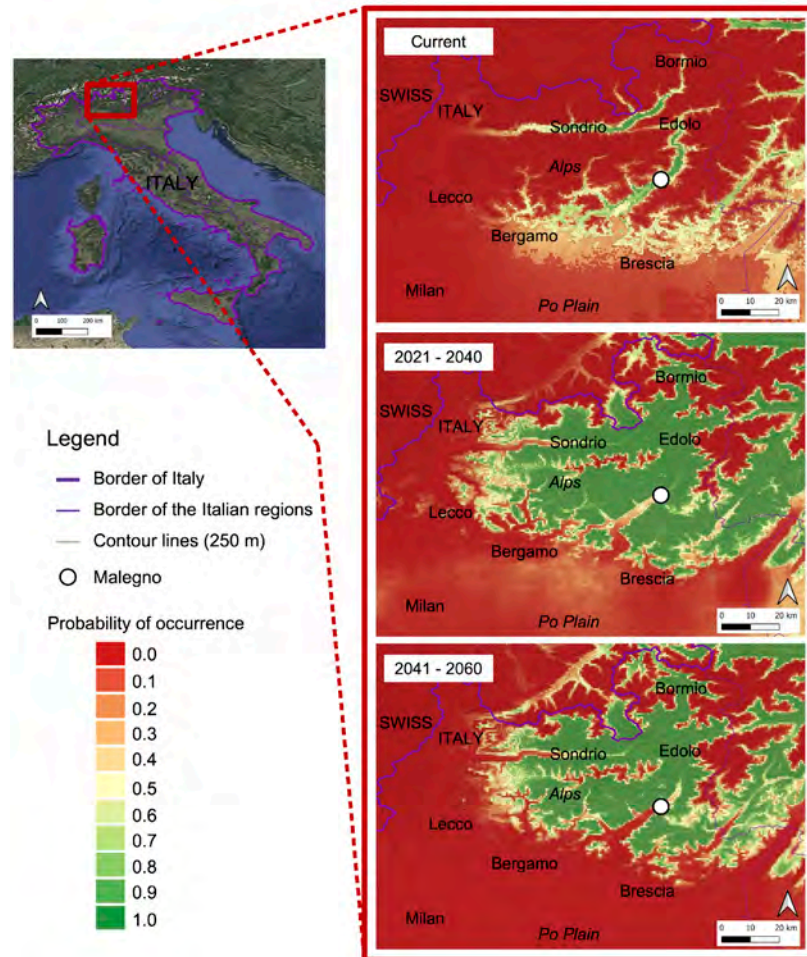 ITALY
0 100 200 km
Legend
Border of Italy
Border of the Italian regions
Contour lines (250 m)
Malegno
Probability of occurrence
0.0
0.1
0.2
0.3
0.4
0.5
0.6
0.7
0.8
0.9
1.0
Current
Bormio
SWISS
ITALY
Sondrio
Edolo
Alps
Lecco
Bergamo
Brescia
Milan
Po Plain
0 10 20 km
2021 - 2040
Bormio
SWISS
ITALY
Sondrio
Edolo
Alps
Lecco
Bergamo
Brescia
Milan
Po Plain
0 10 20 km
2041 - 2060
Bormio
SWISS
ITALY
Sondrio
Edolo
Alps
Lecco
Bergamo
Brescia
Milan
Po Plain
0 10 20 km